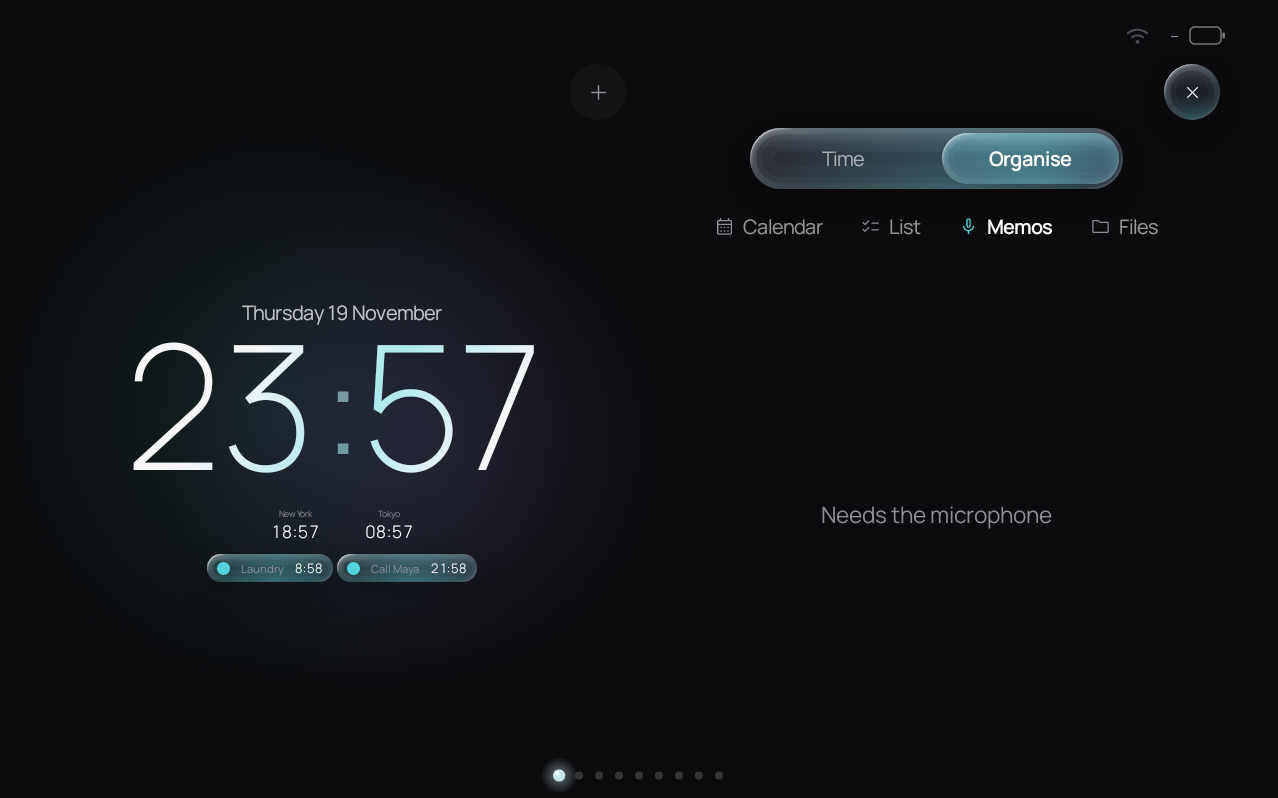 Time Organise
Calendar List Memos Files
Thursday 19 November
23:57
New York Tokyo
18:57 08:57
Laundry 8:58 Call Maya 21:58
Needs the microphone